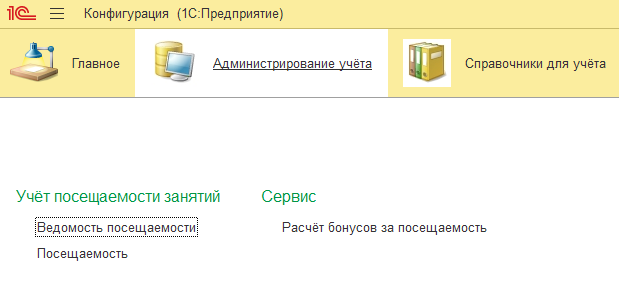 1С Конфигурация (1С:Предприятие)
Главное Администрирование учёта Справочники для учёта
Учёт посещаемости занятий Сервис
Ведомость посещаемости Расчёт бонусов за посещаемость
Посещаемость